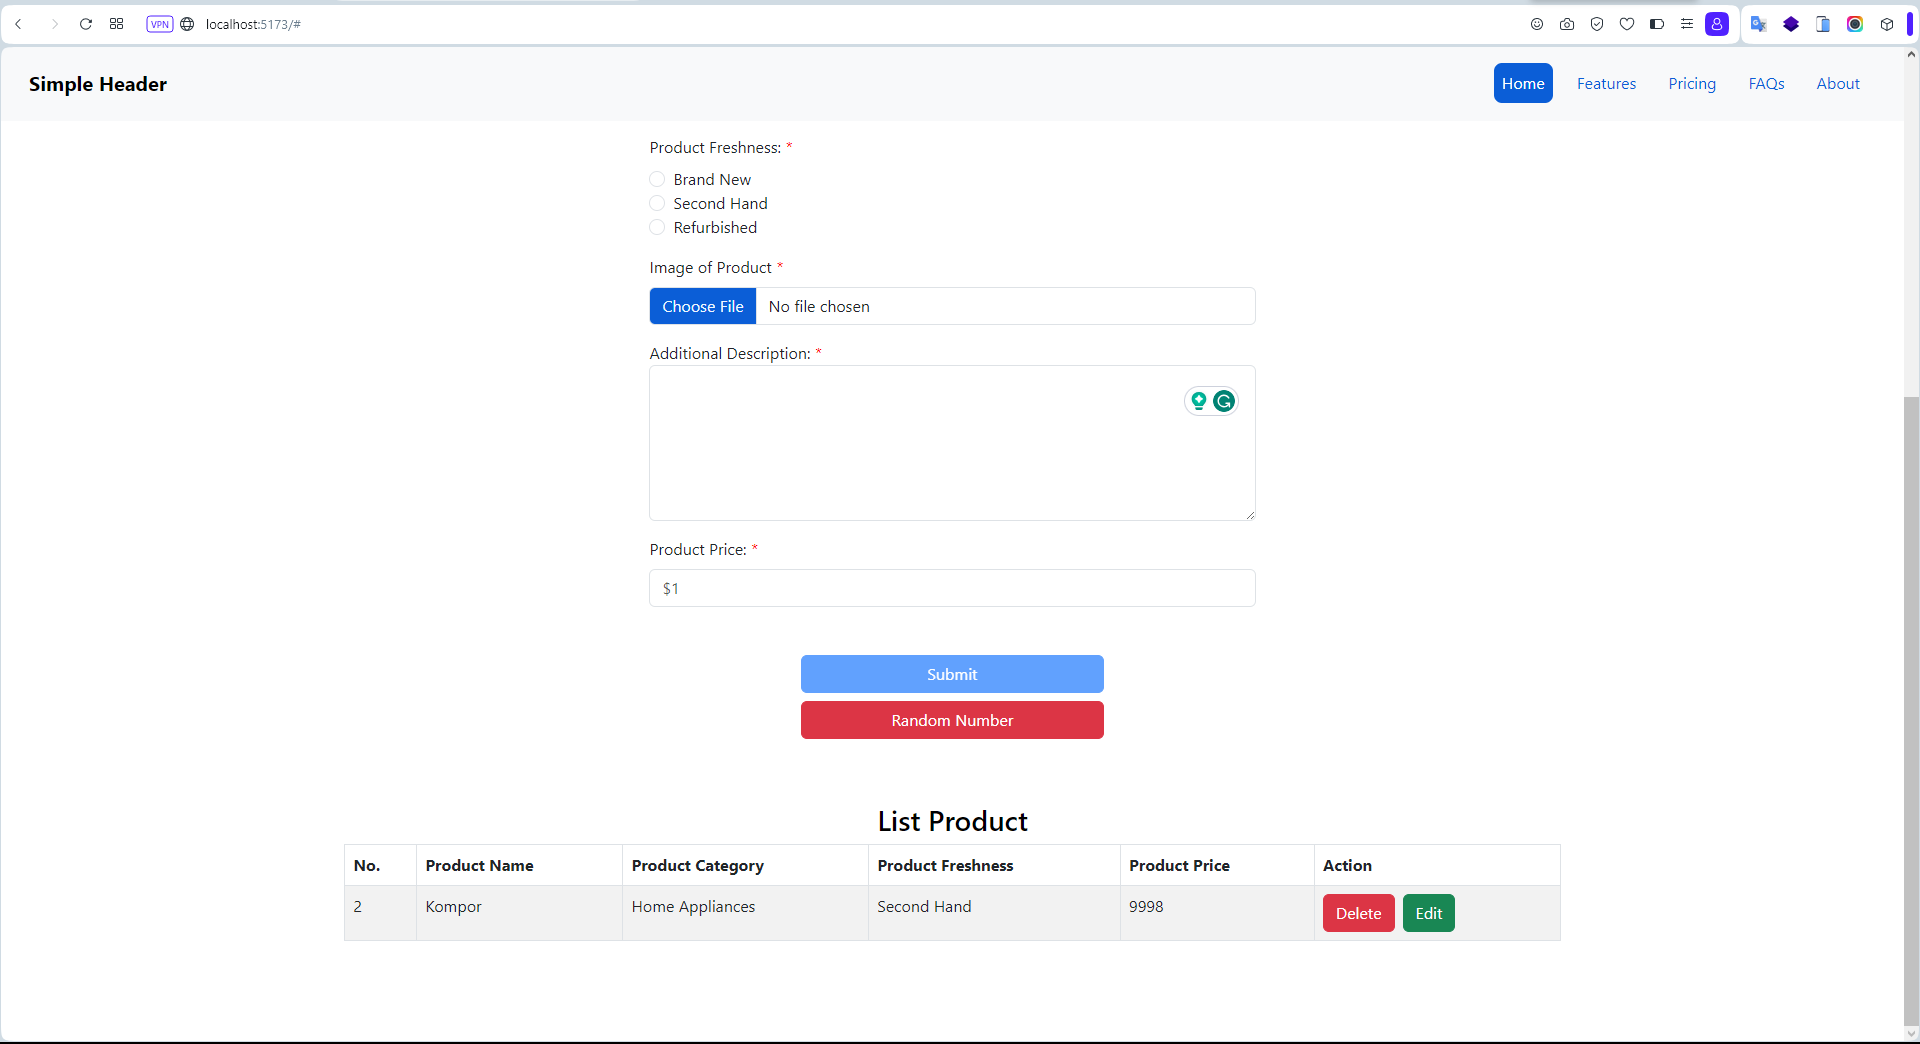 VPN localhost:5173/#
Simple Header Home Features Pricing FAQs About
Product Freshness: *
Brand New
Second Hand
Refurbished
Image of Product *
Choose File No file chosen
Additional Description: *
Product Price: *
$1
Submit
Random Number
List Product
No. Product Name Product Category Product Freshness Product Price Action
2 Kompor Home Appliances Second Hand 9998 Delete Edit